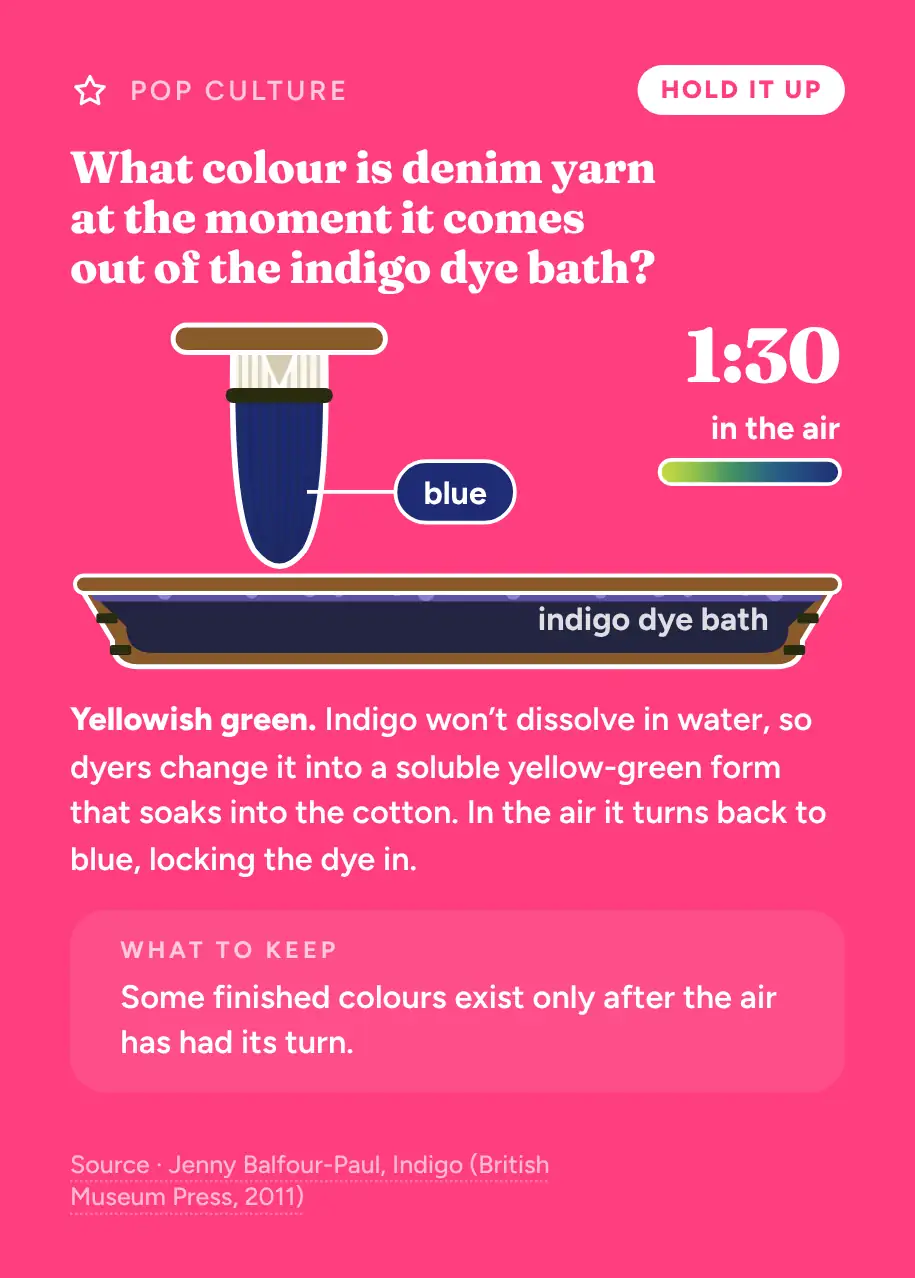 POP CULTURE
HOLD IT UP
What colour is denim yarn
at the moment it comes
out of the indigo dye bath?
1:30
in the air
blue
indigo dye bath
Yellowish green. Indigo won’t dissolve in water, so
dyers change it into a soluble yellow-green form
that soaks into the cotton. In the air it turns back to
blue, locking the dye in.
WHAT TO KEEP
Some finished colours exist only after the air
has had its turn.
Source · Jenny Balfour-Paul, Indigo (British
Museum Press, 2011)